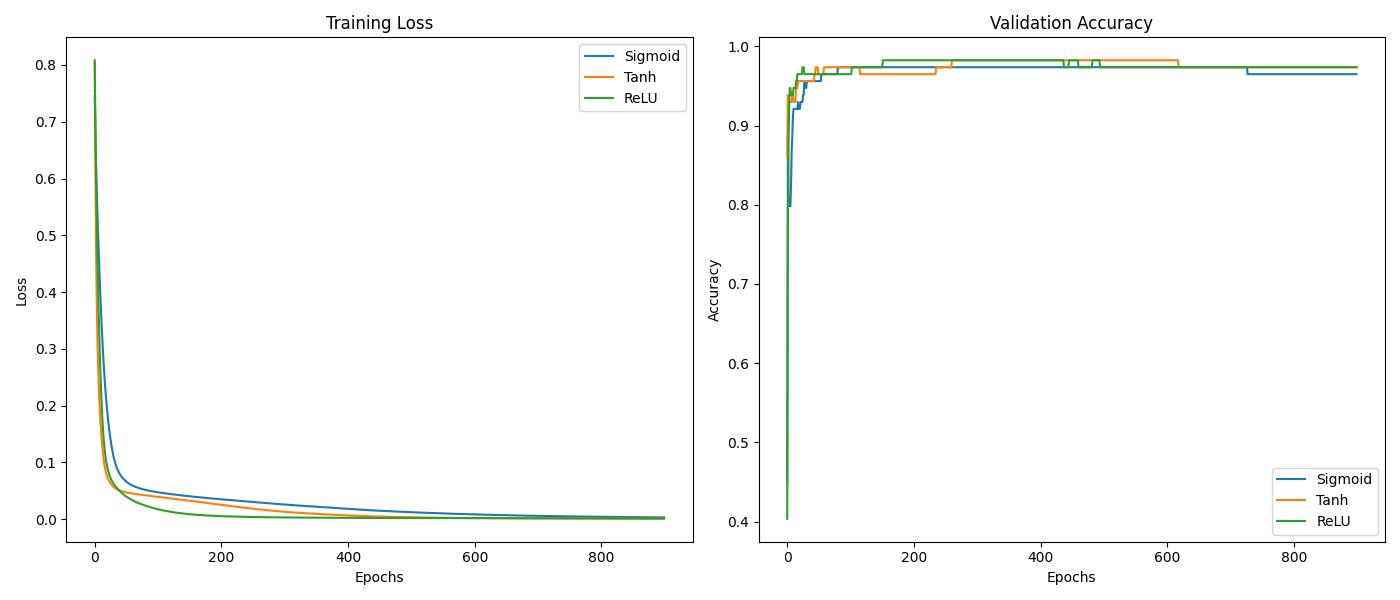 Training Loss
Loss
0.8
0.7
0.6
0.5
0.4
0.3
0.2
0.1
0.0
0 200 400 600 800
Epochs
Sigmoid
Tanh
ReLU
Validation Accuracy
Accuracy
1.0
0.9
0.8
0.7
0.6
0.5
0.4
0 200 400 600 800
Epochs
Sigmoid
Tanh
ReLU